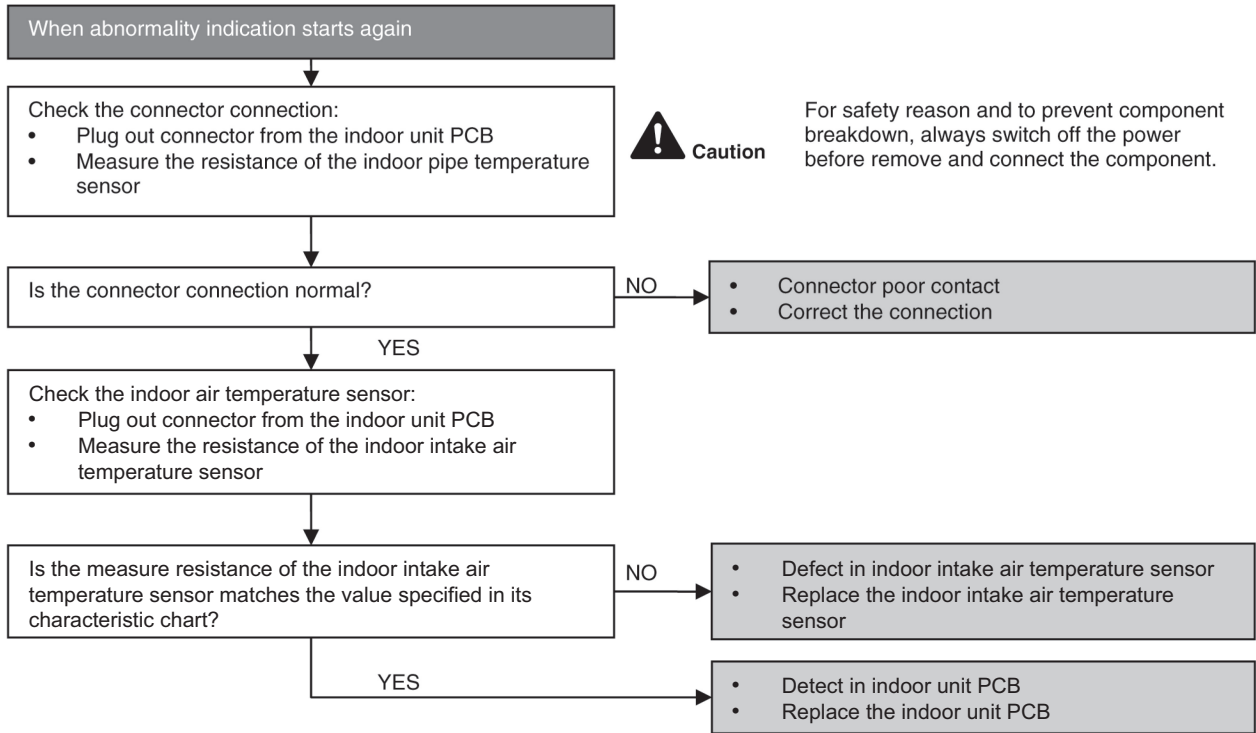 When abnormality indication starts again
Check the connector connection:
• Plug out connector from the indoor unit PCB
• Measure the resistance of the indoor pipe temperature
sensor
Caution
For safety reason and to prevent component
breakdown, always switch off the power
before remove and connect the component.
Is the connector connection normal?
NO
• Connector poor contact
• Correct the connection
YES
Check the indoor air temperature sensor:
• Plug out connector from the indoor unit PCB
• Measure the resistance of the indoor intake air
temperature sensor
Is the measure resistance of the indoor intake air
temperature sensor matches the value specified in its
characteristic chart?
NO
• Defect in indoor intake air temperature sensor
• Replace the indoor intake air temperature
sensor
YES
• Detect in indoor unit PCB
• Replace the indoor unit PCB